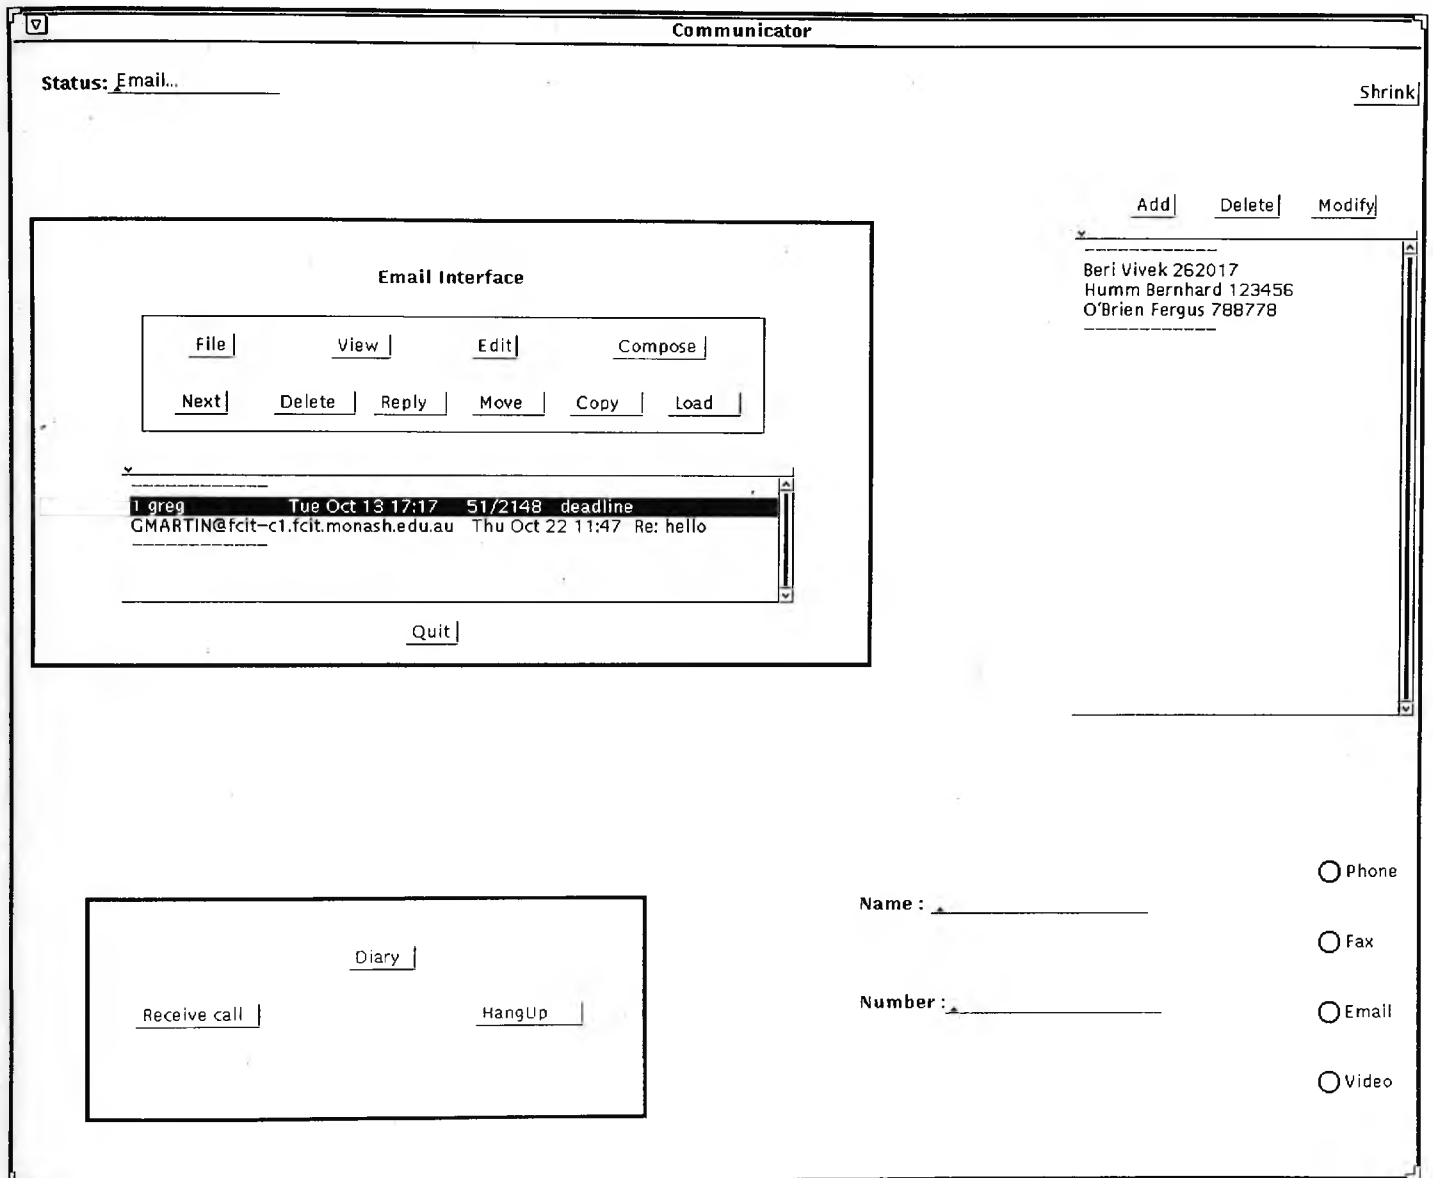 Communicator
Status: Email...
Shrink
Add Delete Modify
-------------
Beri Vivek 262017
Humm Bernhard 123456
O'Brien Fergus 788778
-------------
Email Interface
File View Edit Compose
Next Delete Reply Move Copy Load
-------------
1 greg Tue Oct 13 17:17 51/2148 deadline
GMARTIN@fcit-c1.fcit.monash.edu.au Thu Oct 22 11:47 Re: hello
-------------
Quit
Diary
Receive call HangUp
Name :
Number :
Phone
Fax
Email
Video